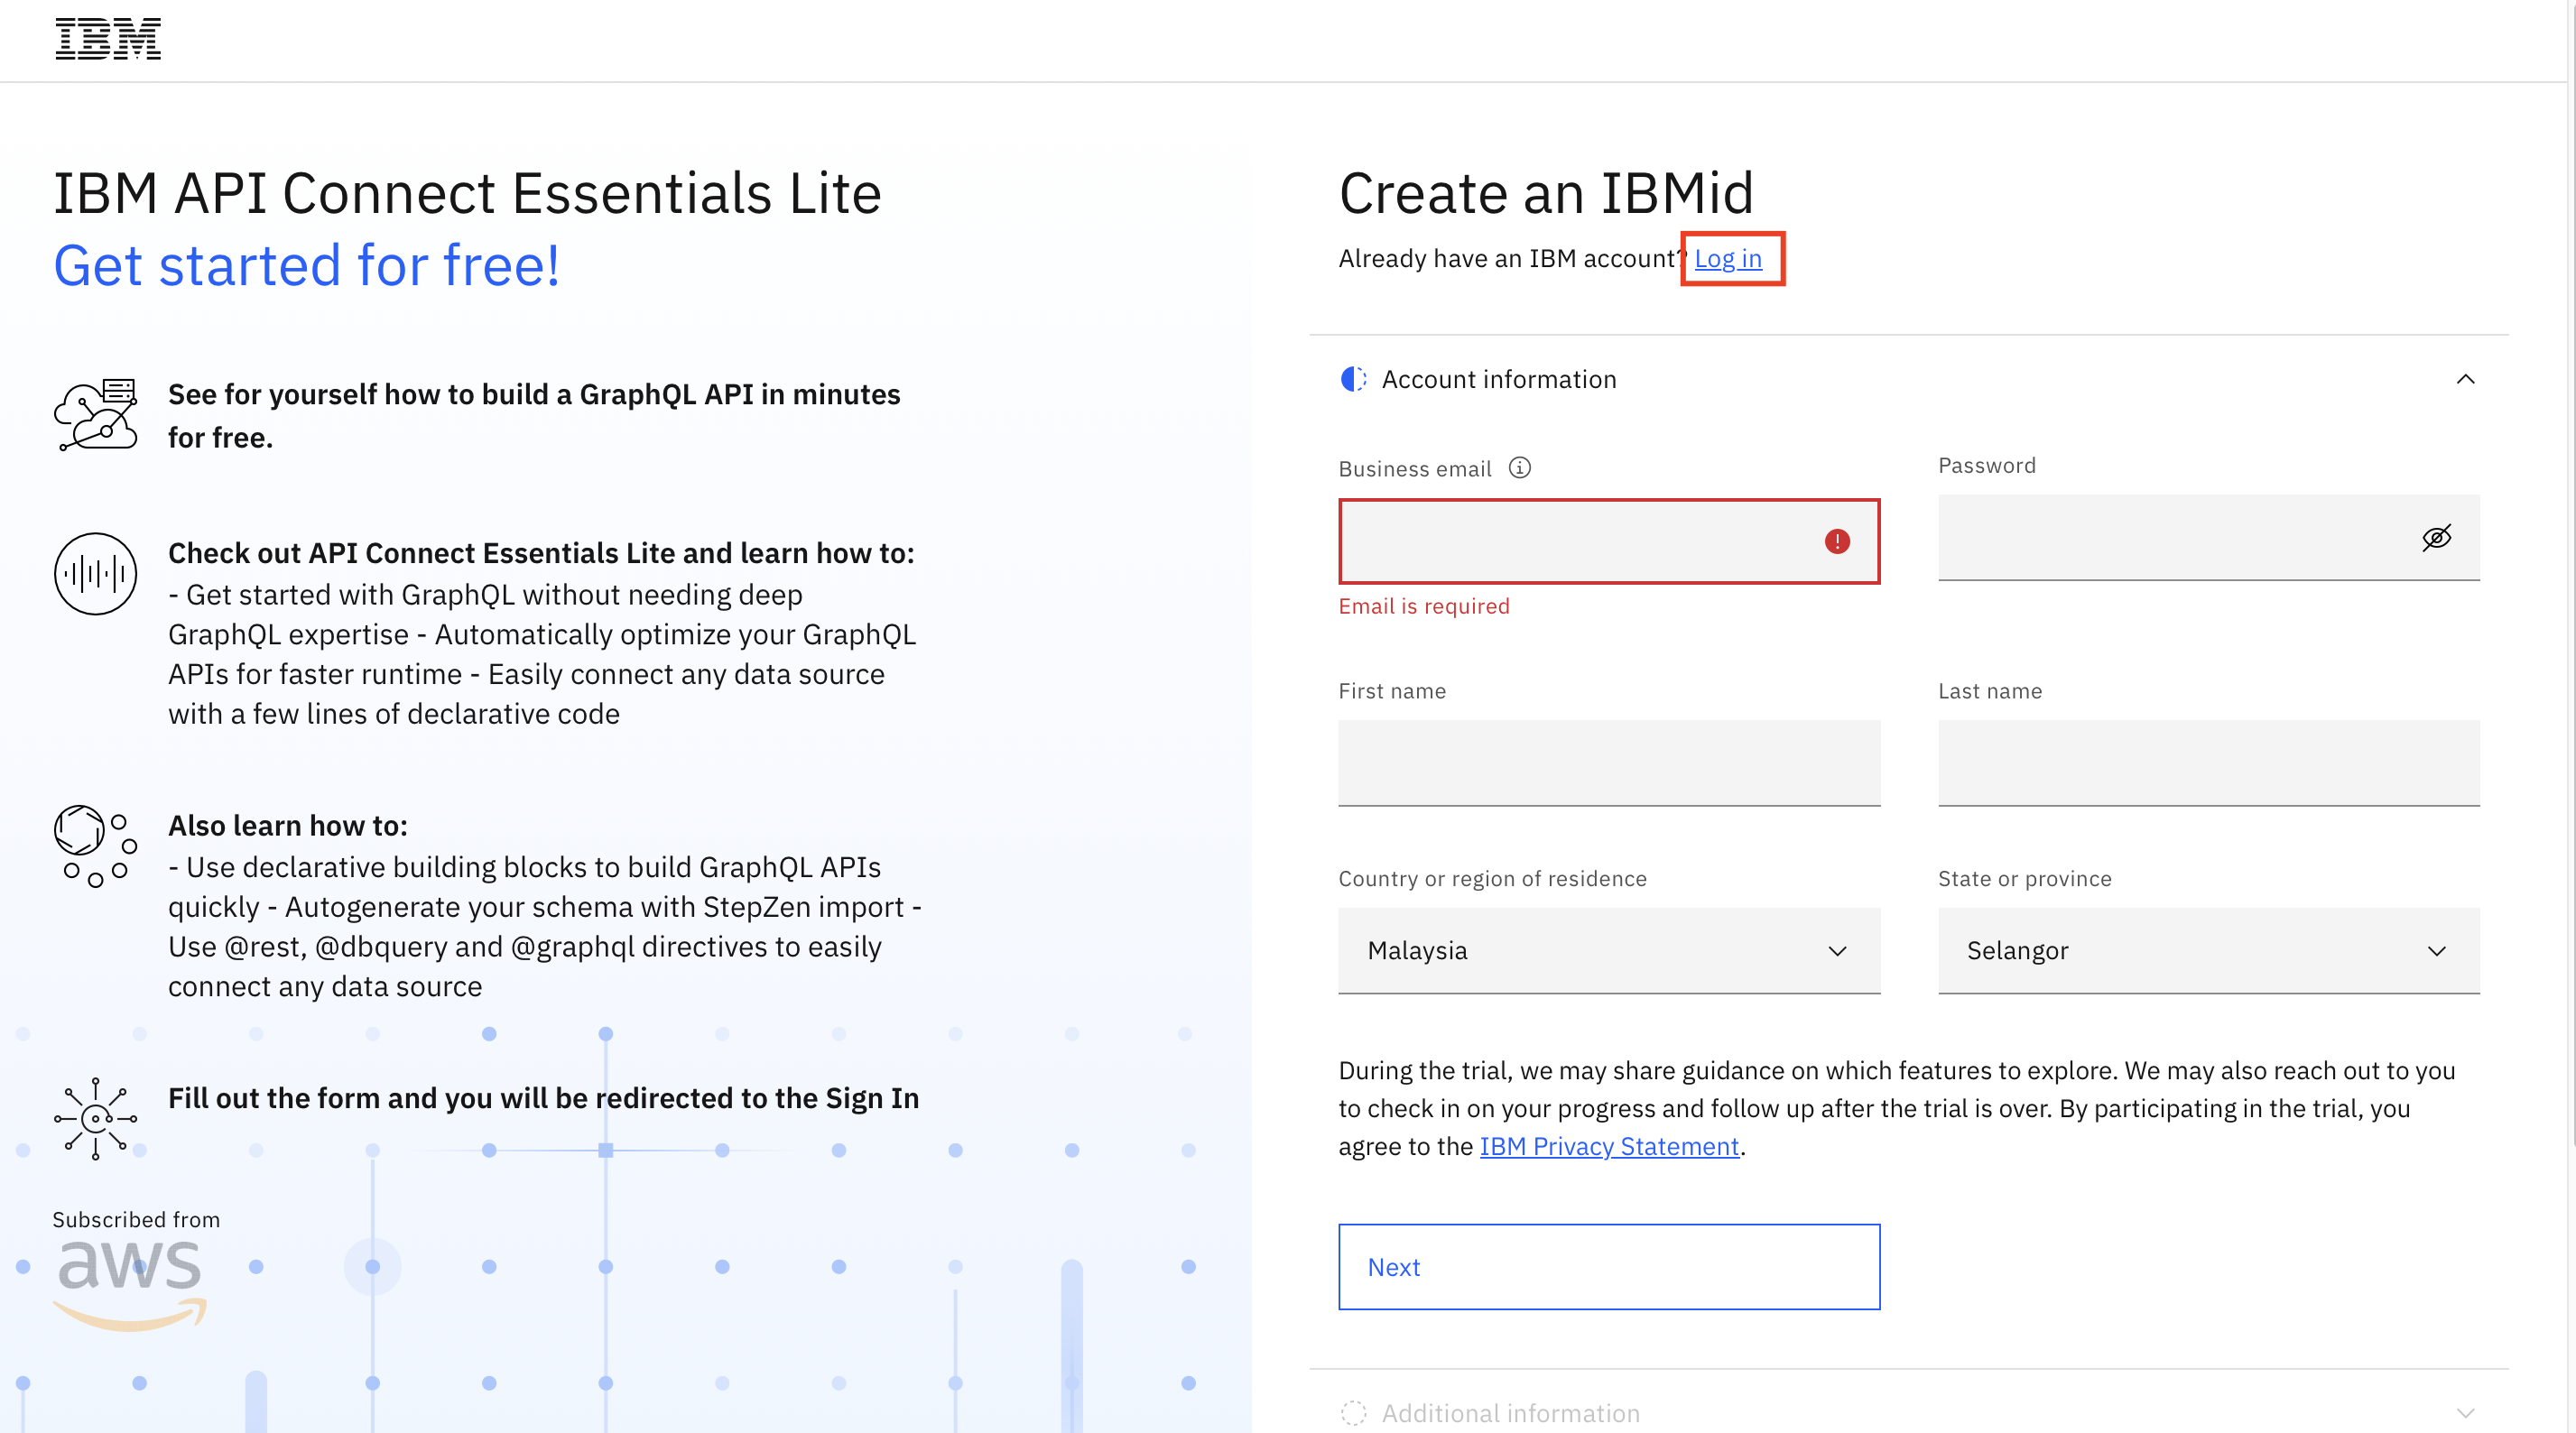 IBM
IBM API Connect Essentials Lite
Get started for free!
See for yourself how to build a GraphQL API in minutes
for free.
Check out API Connect Essentials Lite and learn how to:
- Get started with GraphQL without needing deep
GraphQL expertise - Automatically optimize your GraphQL
APIs for faster runtime - Easily connect any data source
with a few lines of declarative code
Also learn how to:
- Use declarative building blocks to build GraphQL APIs
quickly - Autogenerate your schema with StepZen import -
Use @rest, @dbquery and @graphql directives to easily
connect any data source
Fill out the form and you will be redirected to the Sign In
Subscribed from
aws
Create an IBMid
Already have an IBM account? Log in
Account information
Business email
Password
Email is required
First name
Last name
Country or region of residence
State or province
Malaysia
Selangor
During the trial, we may share guidance on which features to explore. We may also reach out to you
to check in on your progress and follow up after the trial is over. By participating in the trial, you
agree to the IBM Privacy Statement.
Next
Additional information